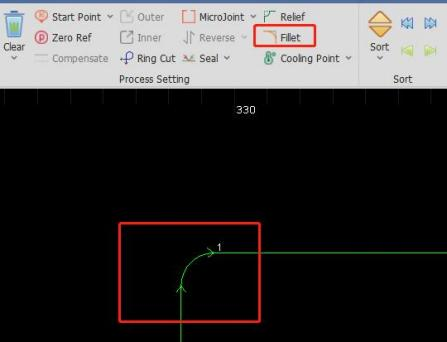 Start Point Outer MicroJoint Relief
Zero Ref Inner Reverse Fillet
Clear Compensate Ring Cut Seal Cooling Point Sort
Process Setting Sort
330
1